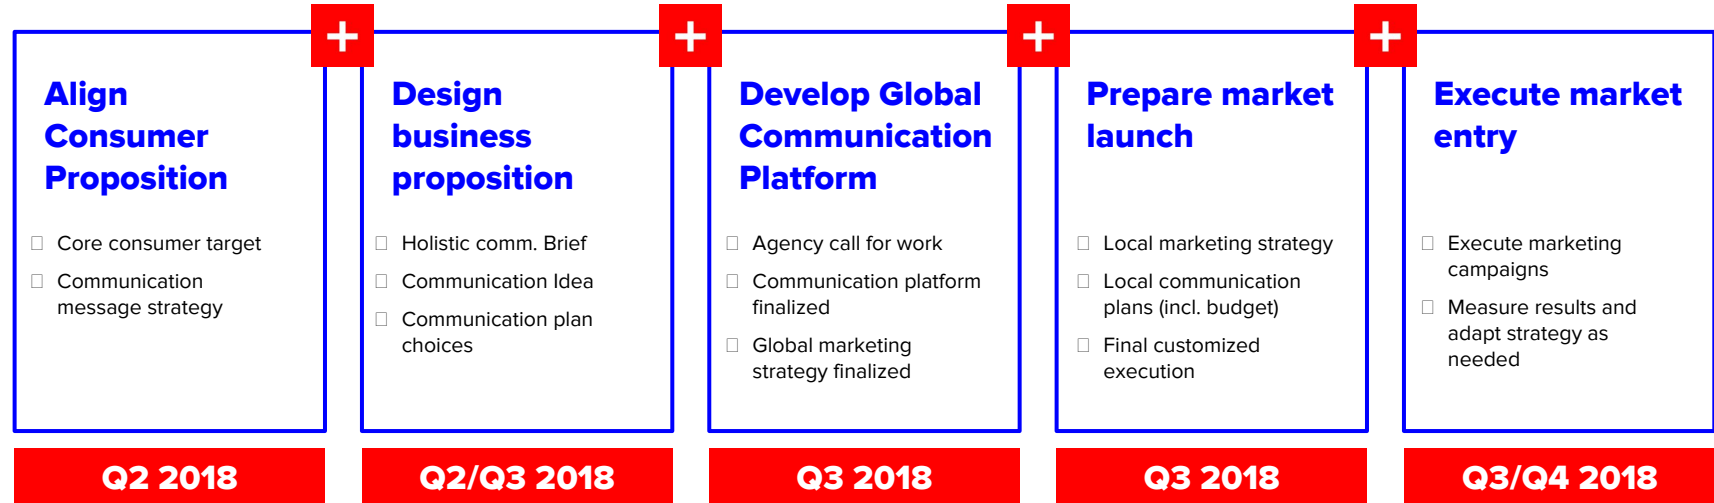 Align
Consumer
Proposition
Core consumer target
Communication
message strategy
Q2 2018
+
Design
business
proposition
Holistic comm. Brief
Communication Idea
Communication plan
choices
Q2/Q3 2018
+
Develop Global
Communication
Platform
Agency call for work
Communication platform
finalized
Global marketing
strategy finalized
Q3 2018
+
Prepare market
launch
Local marketing strategy
Local communication
plans (incl. budget)
Final customized
execution
Q3 2018
+
Execute market
entry
Execute marketing
campaigns
Measure results and
adapt strategy as
needed
Q3/Q4 2018